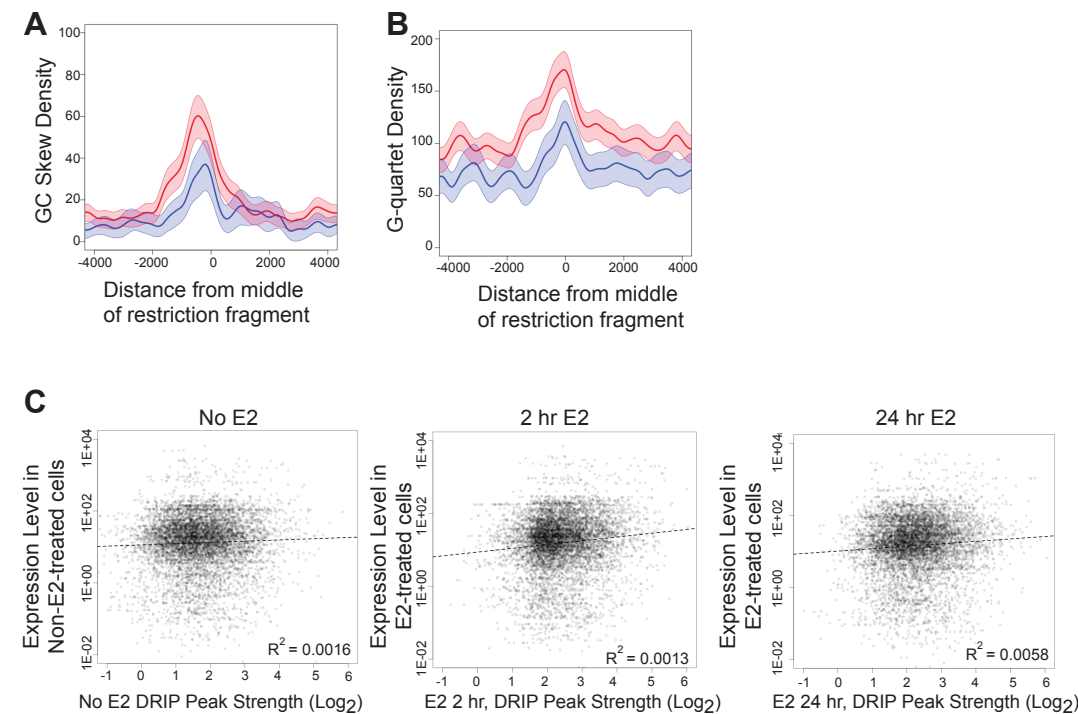 A
GC Skew Density
100
80
60
40
20
0
-4000 -2000 0 2000 4000
Distance from middle
of restriction fragment
B
G-quartet Density
200
150
100
50
0
-4000 -2000 0 2000 4000
Distance from middle
of restriction fragment
C
No E2
Expression Level in
Non-E2-treated cells
1E+04
1E+02
1E+00
1E-02
R2 = 0.0016
-1 0 1 2 3 4 5 6
No E2 DRIP Peak Strength (Log2)
2 hr E2
Expression Level in
E2-treated cells
1E+04
1E+02
1E+00
1E-02
R2 = 0.0013
-1 0 1 2 3 4 5 6
E2 2 hr, DRIP Peak Strength (Log2)
24 hr E2
Expression Level in
E2-treated cells
1E+04
1E+02
1E+00
1E-02
R2 = 0.0058
-1 0 1 2 3 4 5 6
E2 24 hr, DRIP Peak Strength (Log2)